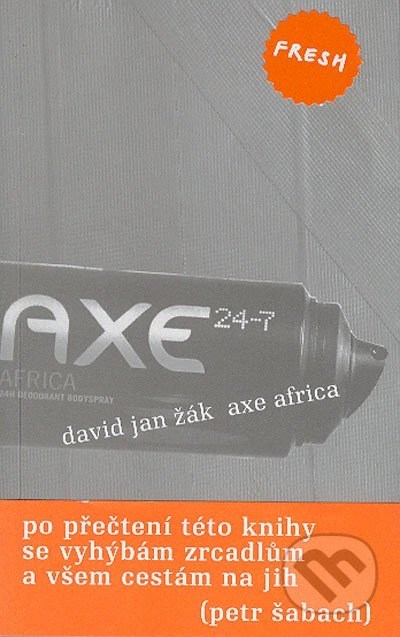 FRESH
AXE 24-7
AFRICA
24H DEODORANT BODYSPRAY
david jan žák axe africa
po přečtení této knihy
se vyhýbám zrcadlům
a všem cestám na jih
(petr šabach)